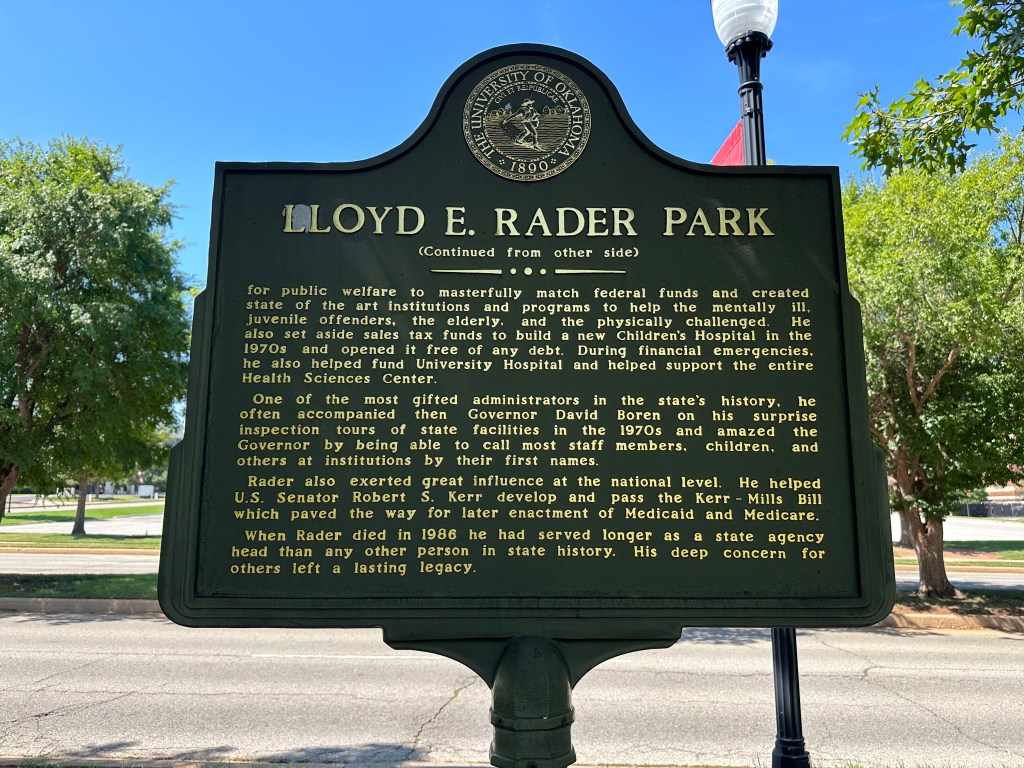 THE UNIVERSITY OF OKLAHOMA
CIVI ET REIPUBLICAE
1890
LLOYD E. RADER PARK
(Continued from other side)
for public welfare to masterfully match federal funds and created
state of the art institutions and programs to help the mentally ill,
juvenile offenders, the elderly, and the physically challenged. He
also set aside sales tax funds to build a new Children's Hospital in the
1970s and opened it free of any debt. During financial emergencies,
he also helped fund University Hospital and helped support the entire
Health Sciences Center.
One of the most gifted administrators in the state's history, he
often accompanied then Governor David Boren on his surprise
inspection tours of state facilities in the 1970s and amazed the
Governor by being able to call most staff members, children, and
others at institutions by their first names.
Rader also exerted great influence at the national level. He helped
U.S. Senator Robert S. Kerr develop and pass the Kerr-Mills Bill
which paved the way for later enactment of Medicaid and Medicare.
When Rader died in 1986 he had served longer as a state agency
head than any other person in state history. His deep concern for
others left a lasting legacy.